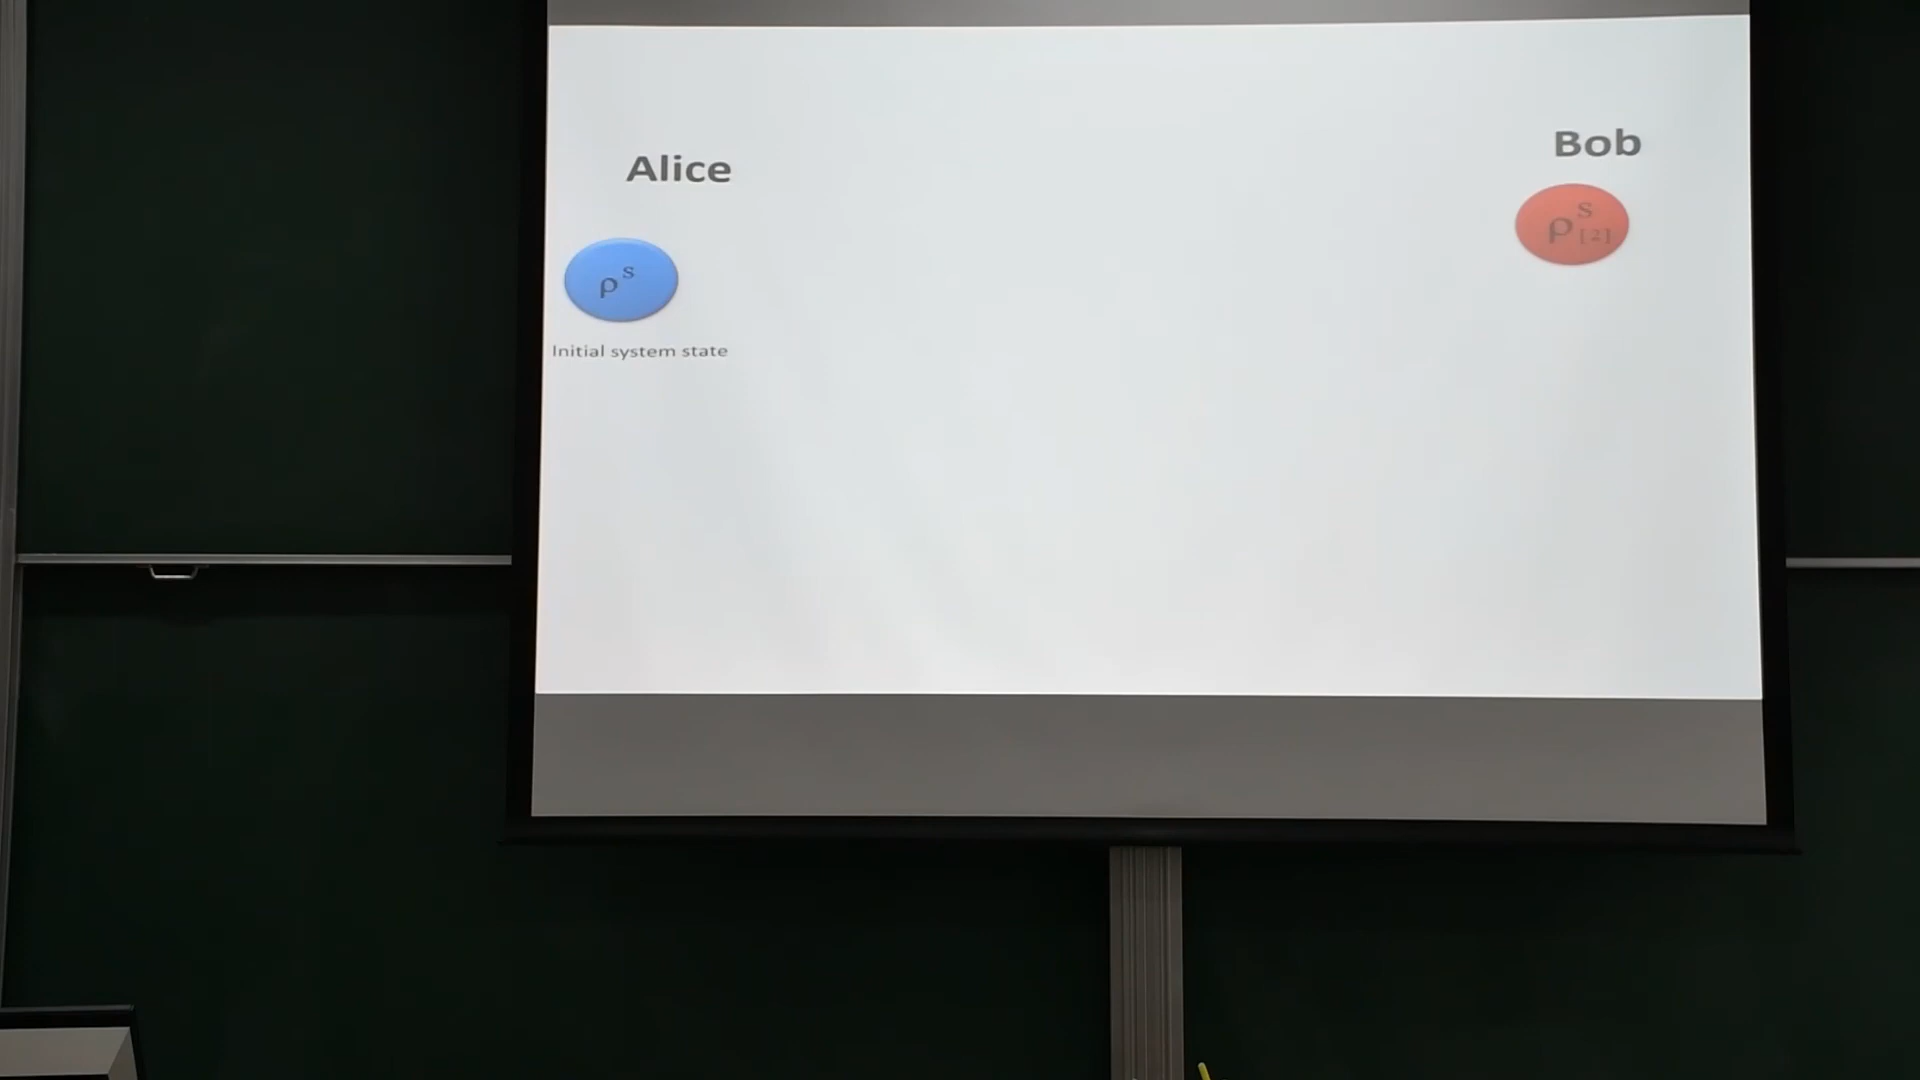 Alice
Bob
ρ^S
ρ^S_[2]
Initial system state